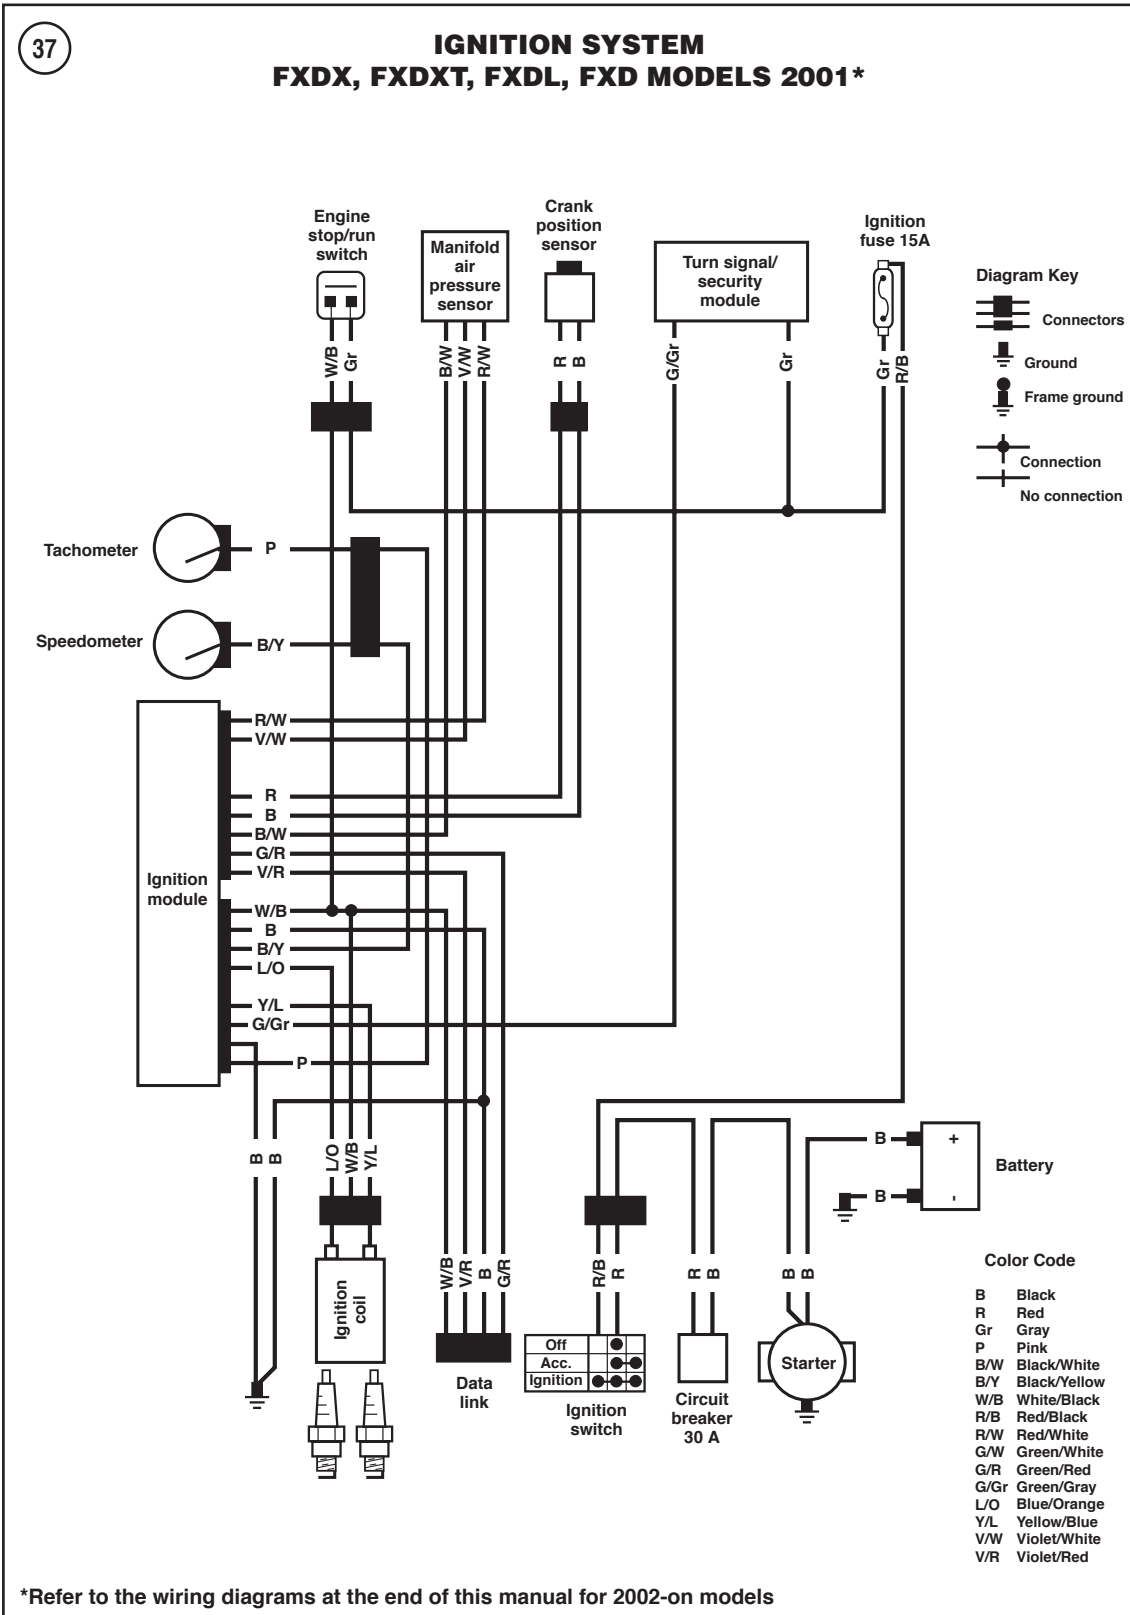 37
IGNITION SYSTEM
FXDX, FXDXT, FXDL, FXD MODELS 2001*
Engine
stop/run
switch
Manifold
air
pressure
sensor
Crank
position
sensor
Turn signal/
security
module
Ignition
fuse 15A
Diagram Key
Connectors
Ground
Frame ground
Connection
No connection
W/B
Gr
B/W
V/W
R/W
R
B
G/Gr
Gr
Gr
R/B
Tachometer
P
Speedometer
B/Y
Ignition
module
R/W
V/W
R
B
B/W
G/R
V/R
W/B
B
B/Y
L/O
Y/L
G/Gr
P
B
B
L/O
W/B
Y/L
Ignition
coil
W/B
V/R
B
G/R
Data
link
R/B
R
Off
Acc.
Ignition
Ignition
switch
R
B
Circuit
breaker
30 A
B
B
Starter
B
+
B
-
Battery
Color Code
B Black
R Red
Gr Gray
P Pink
B/W Black/White
B/Y Black/Yellow
W/B White/Black
R/B Red/Black
R/W Red/White
G/W Green/White
G/R Green/Red
G/Gr Green/Gray
L/O Blue/Orange
Y/L Yellow/Blue
V/W Violet/White
V/R Violet/Red
*Refer to the wiring diagrams at the end of this manual for 2002-on models